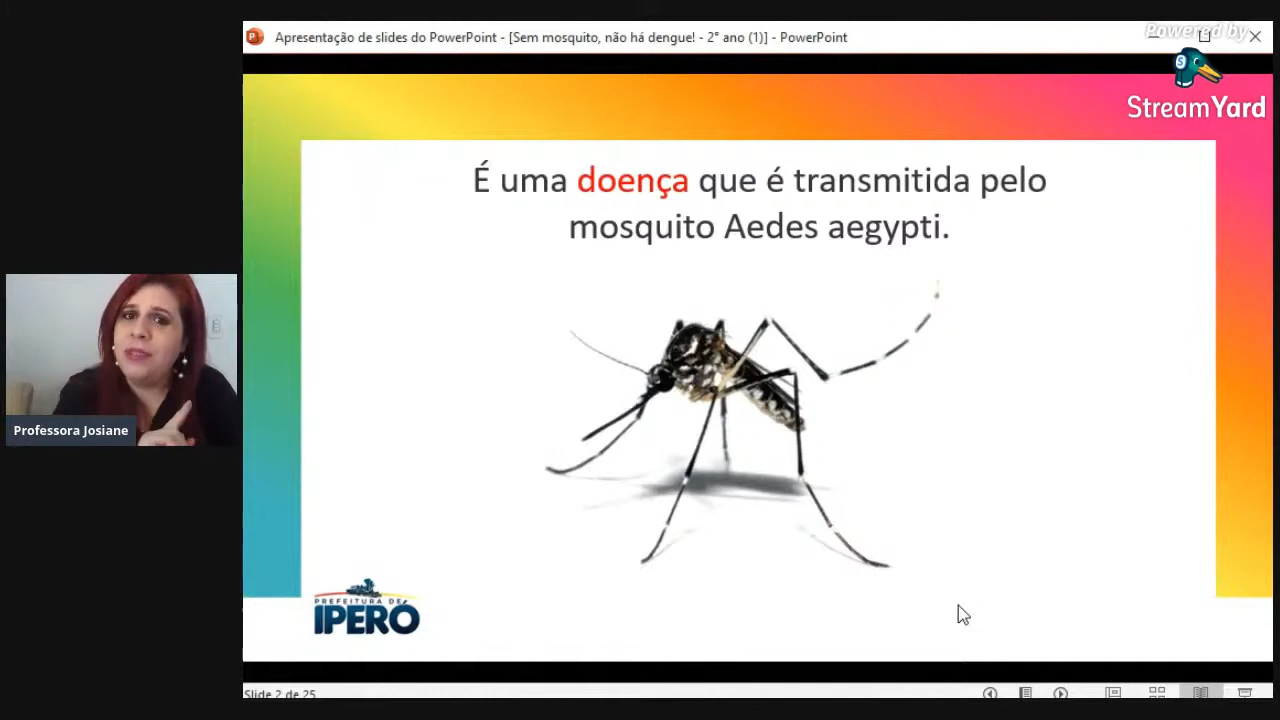 Apresentação de slides do PowerPoint - [Sem mosquito, não há dengue! - 2° ano (1)] - PowerPoint
Powered by
StreamYard
É uma doença que é transmitida pelo
mosquito Aedes aegypti.
Professora Josiane
PREFEITURA DE
IPERÓ
Slide 2 de 25